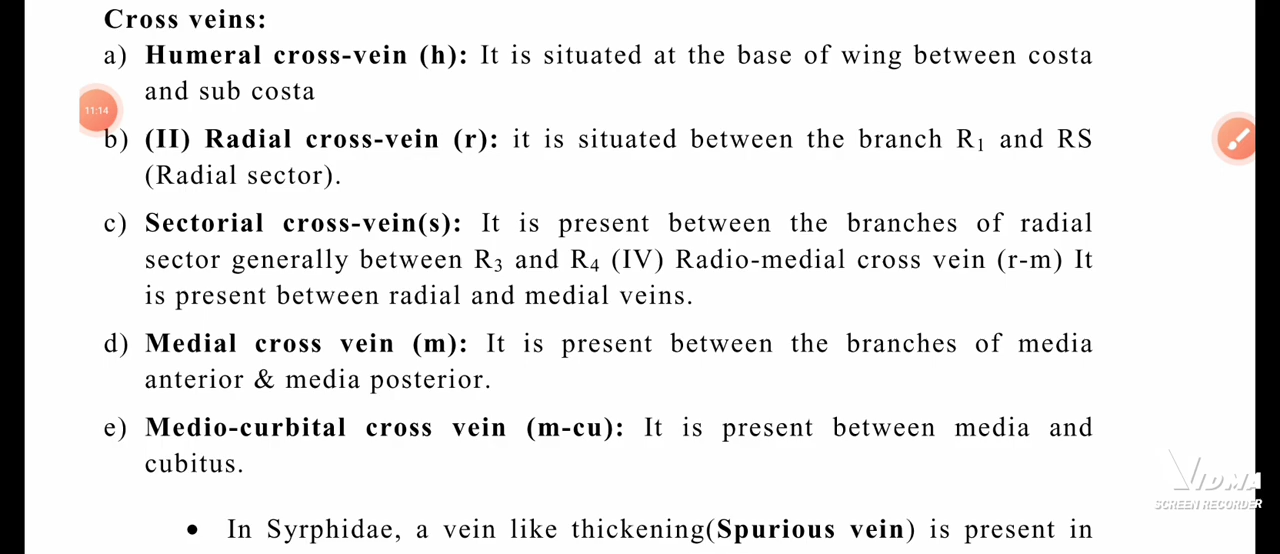 Cross veins:
a) Humeral cross-vein (h): It is situated at the base of wing between costa
and sub costa
11:14
b) (II) Radial cross-vein (r): it is situated between the branch R₁ and RS
(Radial sector).
c) Sectorial cross-vein(s): It is present between the branches of radial
sector generally between R₃ and R₄ (IV) Radio-medial cross vein (r-m) It
is present between radial and medial veins.
d) Medial cross vein (m): It is present between the branches of media
anterior & media posterior.
e) Medio-curbital cross vein (m-cu): It is present between media and
cubitus.
VIDMA
SCREEN RECORDER
• In Syrphidae, a vein like thickening(Spurious vein) is present in